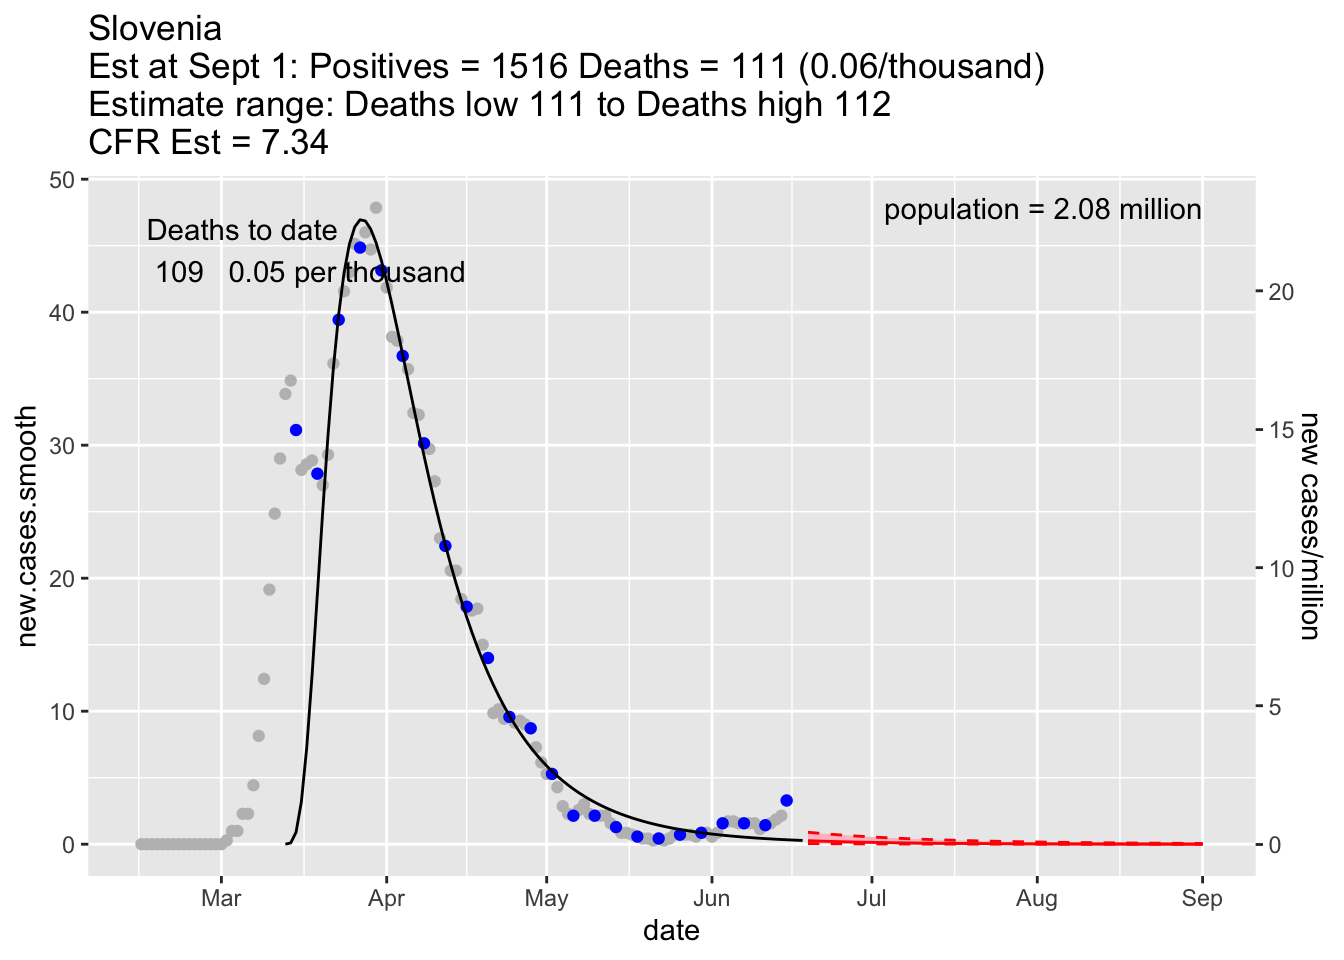 Slovenia
Est at Sept 1: Positives = 1516 Deaths = 111 (0.06/thousand)
Estimate range: Deaths low 111 to Deaths high 112
CFR Est = 7.34
50
40
30
20
10
0
new.cases.smooth
Deaths to date
109 0.05 per thousand
population = 2.08 million
20
15
10
5
0
new cases/million
Mar Apr May Jun Jul Aug Sep
date